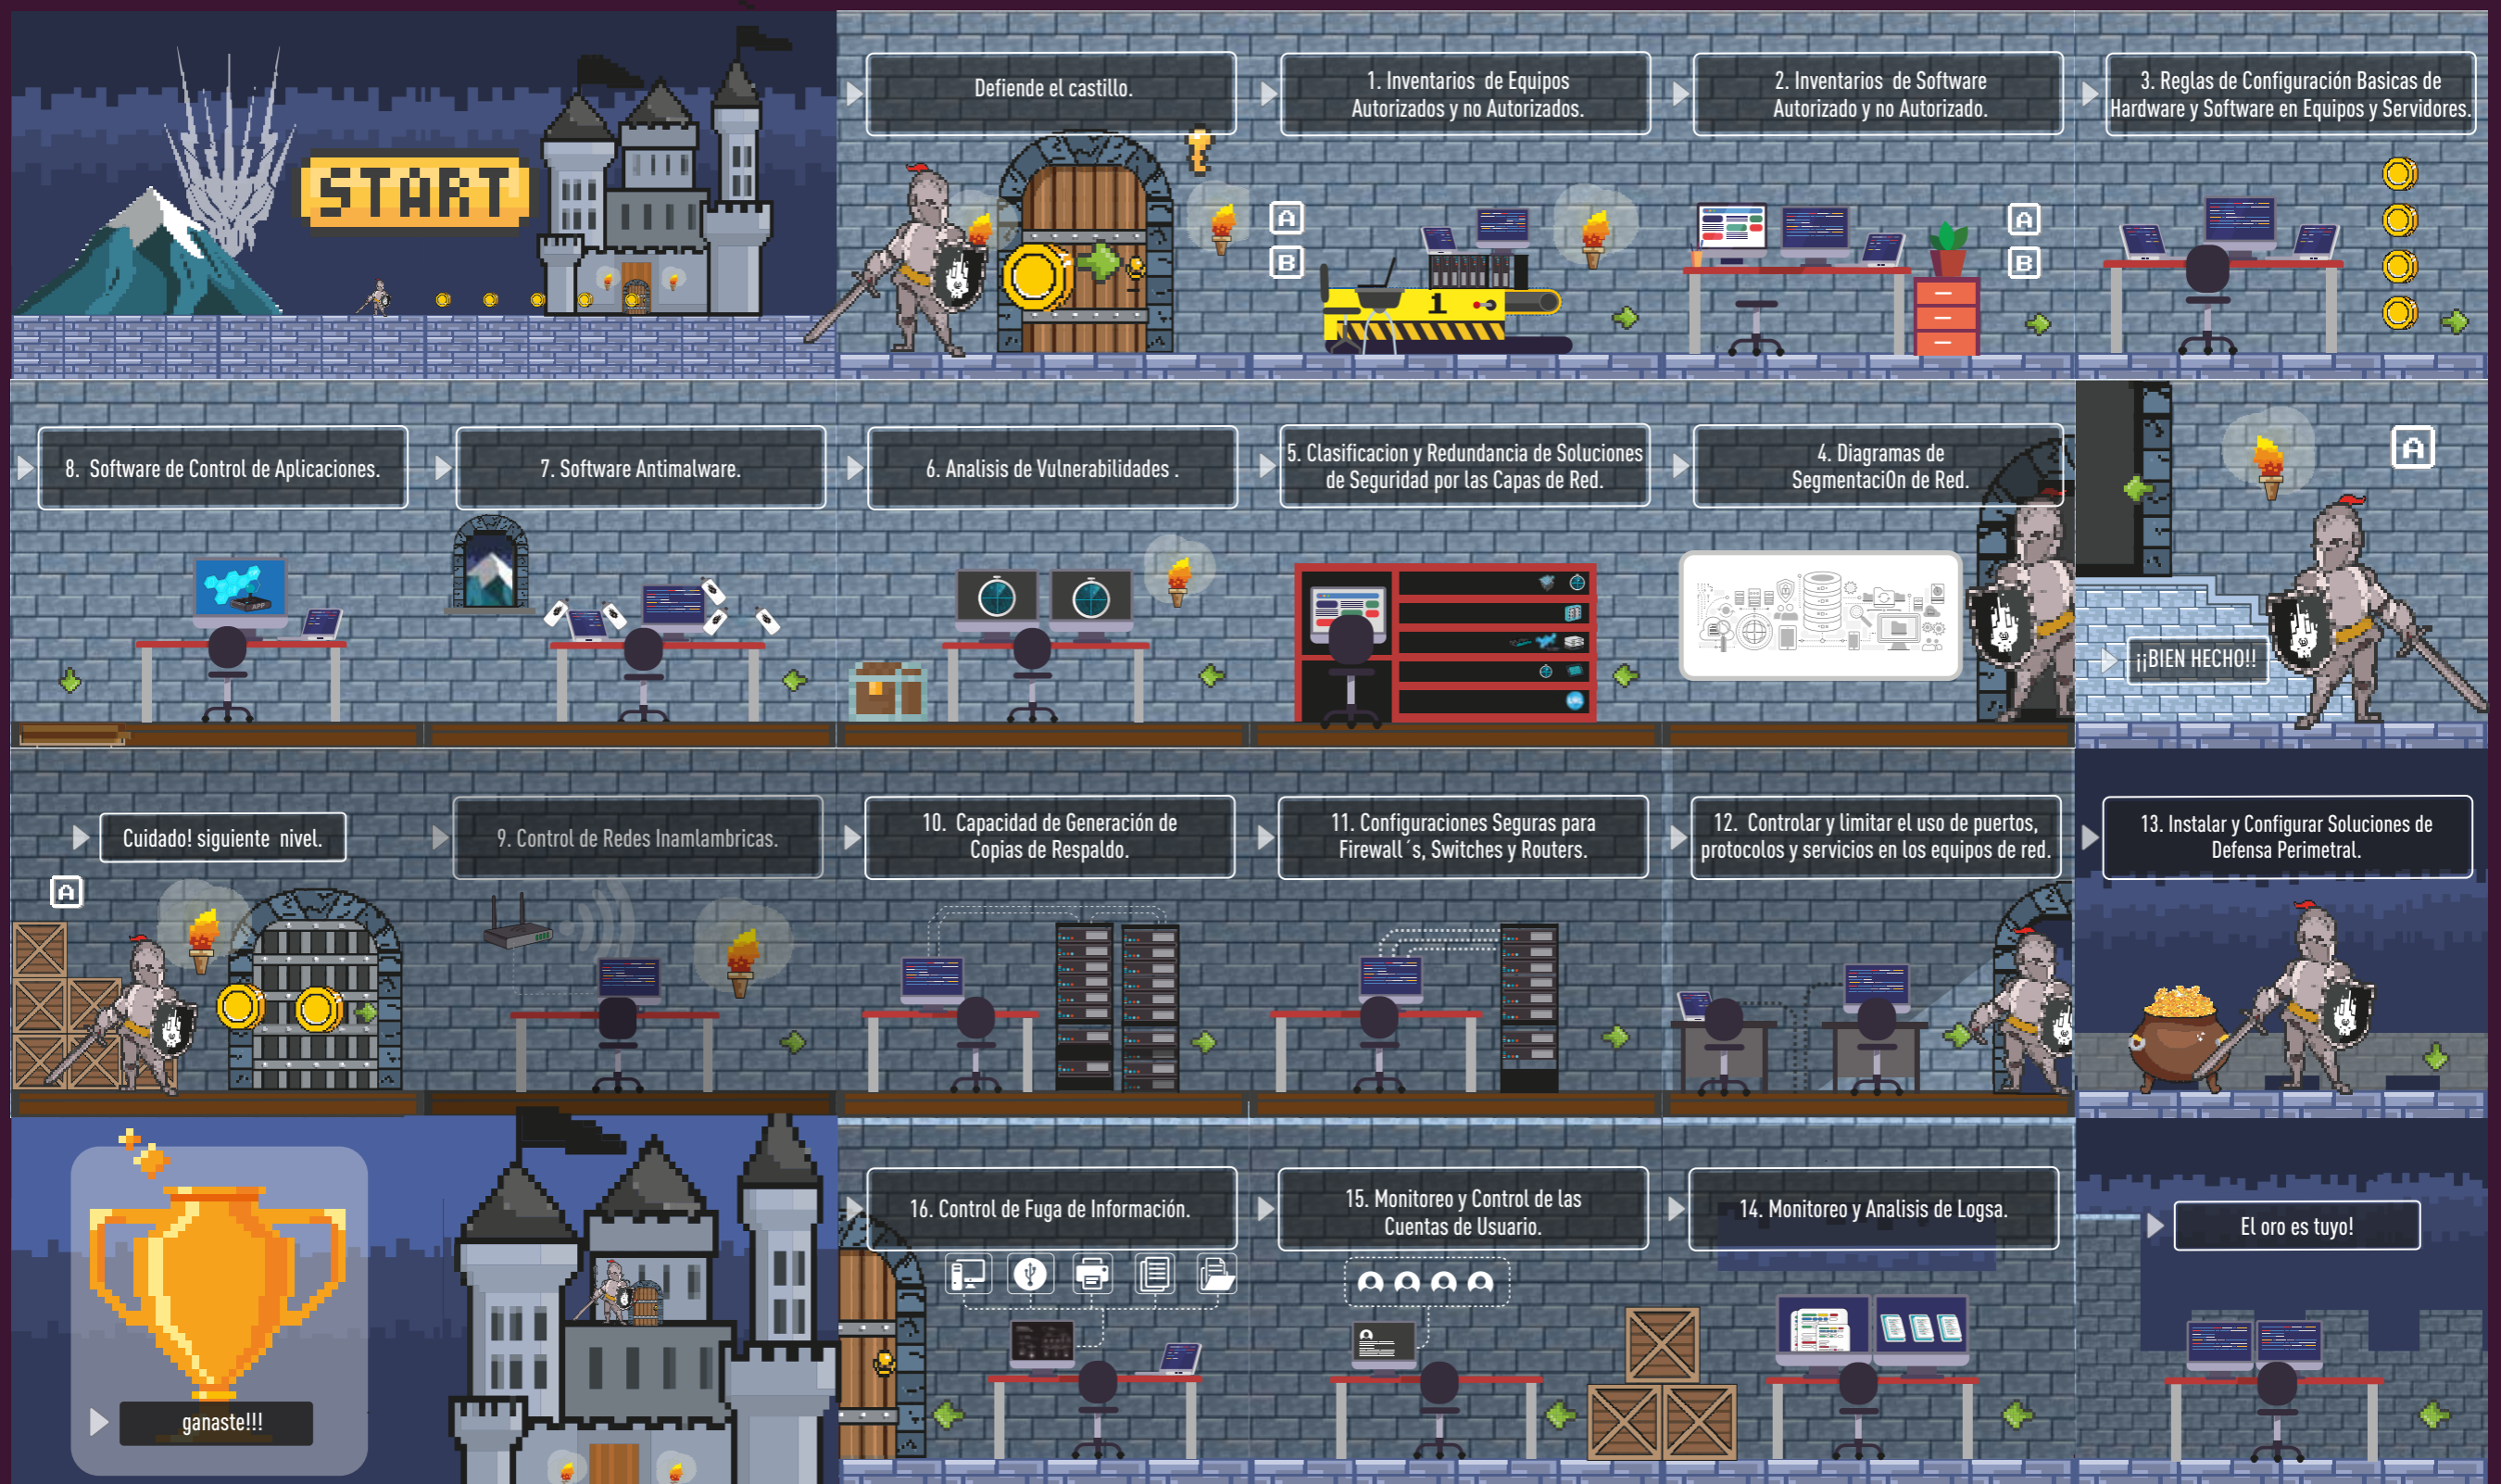 START
Defiende el castillo.
1. Inventarios de Equipos
Autorizados y no Autorizados.
A
B
1
2. Inventarios de Software
Autorizado y no Autorizado.
A
B
3. Reglas de Configuración Basicas de
Hardware y Software en Equipos y Servidores.
A
¡¡BIEN HECHO!!
4. Diagramas de
SegmentaciOn de Red.
5. Clasificacion y Redundancia de Soluciones
de Seguridad por las Capas de Red.
6. Analisis de Vulnerabilidades .
7. Software Antimalware.
8. Software de Control de Aplicaciones.
APP
Cuidado! siguiente nivel.
A
9. Control de Redes Inamlambricas.
10. Capacidad de Generación de
Copias de Respaldo.
11. Configuraciones Seguras para
Firewall´s, Switches y Routers.
12. Controlar y limitar el uso de puertos,
protocolos y servicios en los equipos de red.
13. Instalar y Configurar Soluciones de
Defensa Perimetral.
El oro es tuyo!
14. Monitoreo y Analisis de Logsa.
15. Monitoreo y Control de las
Cuentas de Usuario.
16. Control de Fuga de Información.
ganaste!!!